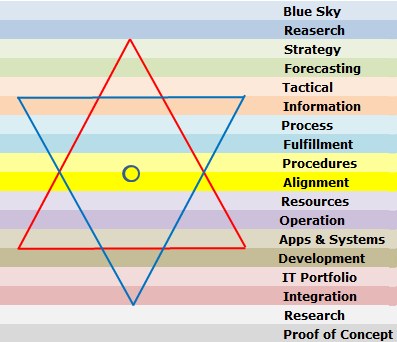 Blue Sky
Reaserch
Strategy
Forecasting
Tactical
Information
Process
Fulfillment
Procedures
Alignment
Resources
Operation
Apps & Systems
Development
IT Portfolio
Integration
Research
Proof of Concept